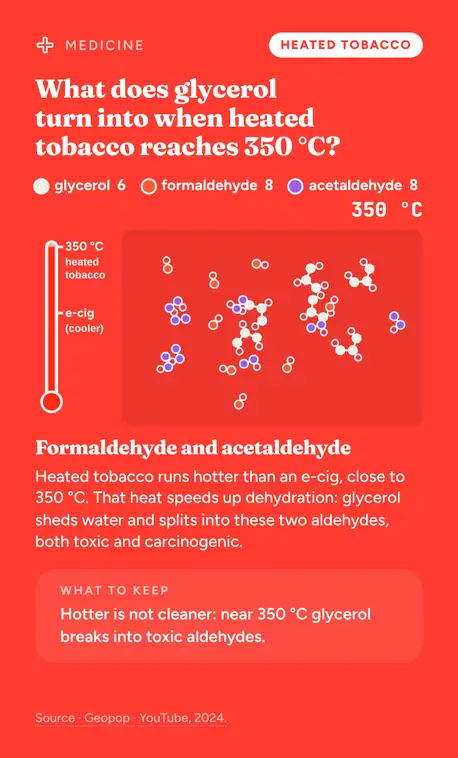 MEDICINE
HEATED TOBACCO
What does glycerol
turn into when heated
tobacco reaches 350 °C?
glycerol 6 formaldehyde 8 acetaldehyde 8
350 °C
350 °C
heated
tobacco
e-cig
(cooler)
Formaldehyde and acetaldehyde
Heated tobacco runs hotter than an e-cig, close to
350 °C. That heat speeds up dehydration: glycerol
sheds water and splits into these two aldehydes,
both toxic and carcinogenic.
WHAT TO KEEP
Hotter is not cleaner: near 350 °C glycerol
breaks into toxic aldehydes.
Source · Geopop · YouTube, 2024.